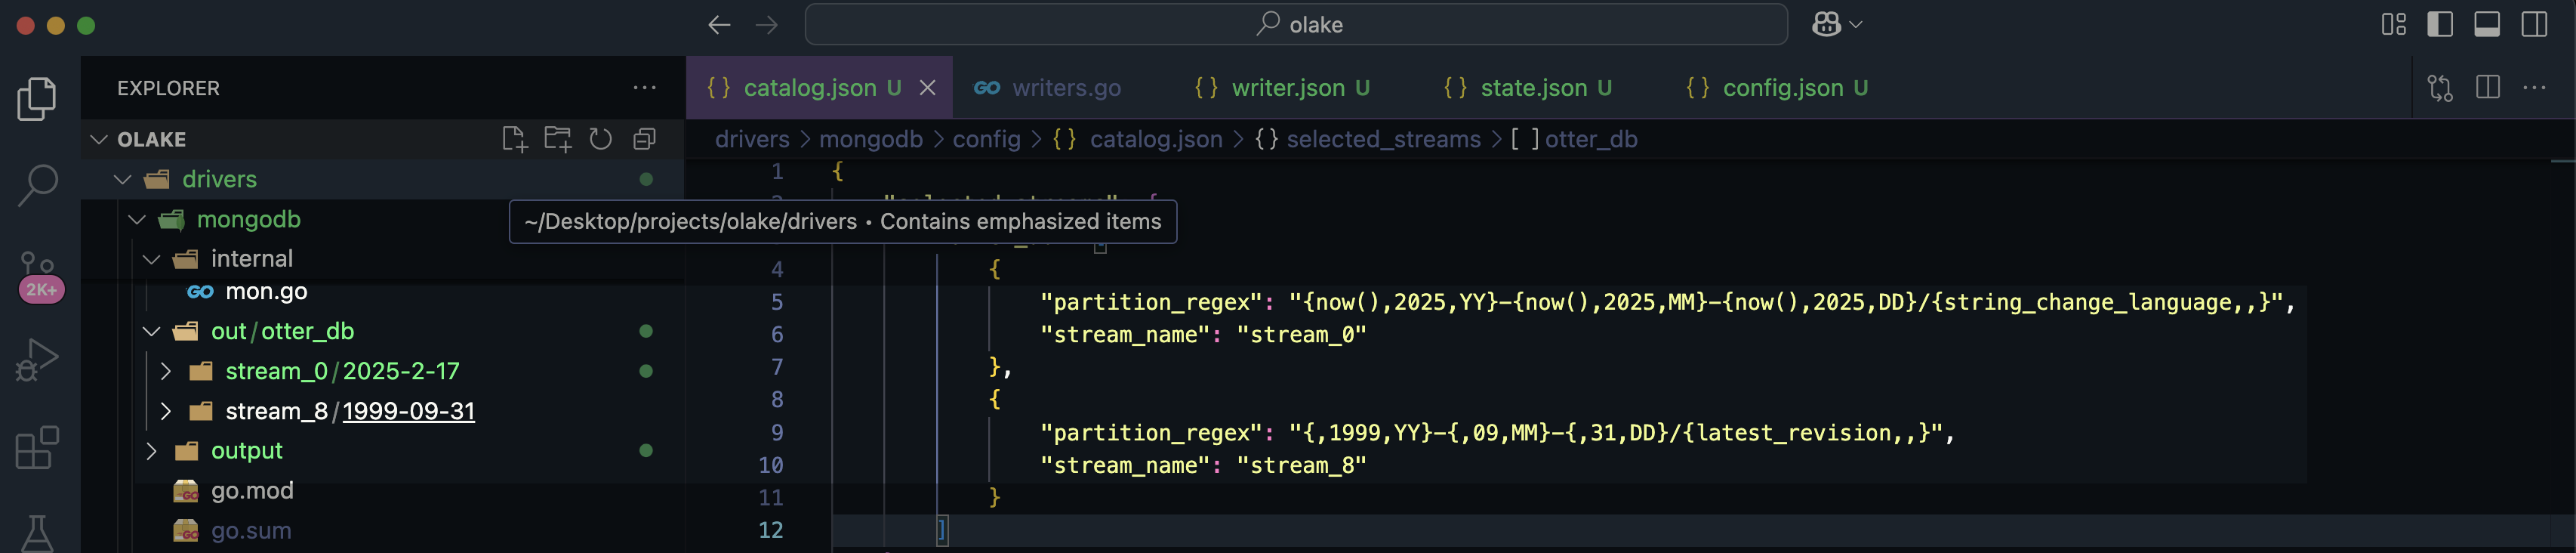 olake
EXPLORER
catalog.json U
writers.go
writer.json U
state.json U
config.json U
OLAKE
drivers > mongodb > config > {} catalog.json > {} selected_streams > [ ] otter_db
drivers
mongodb
~/Desktop/projects/olake/drivers • Contains emphasized items
internal
2K+
GO mon.go
out/otter_db
stream_0/2025-2-17
stream_8/1999-09-31
output
go.mod
go.sum
1 {
4 {
5 "partition_regex": "{now(),2025,YY}-{now(),2025,MM}-{now(),2025,DD}/{string_change_language,,}",
6 "stream_name": "stream_0"
7 },
8 {
9 "partition_regex": "{,1999,YY}-{,09,MM}-{,31,DD}/{latest_revision,,}",
10 "stream_name": "stream_8"
11 }
12 ]